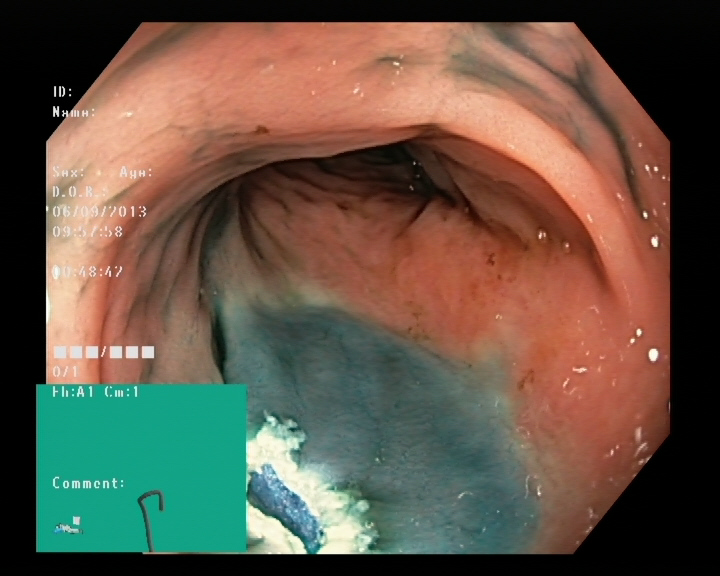 ID:
Name:
Sex: Age:
D.O.B.:
06/09/2013
09:57:58
00:48:47
■■■/■■■
0/1
Eh:A1 Cm:1
Comment: